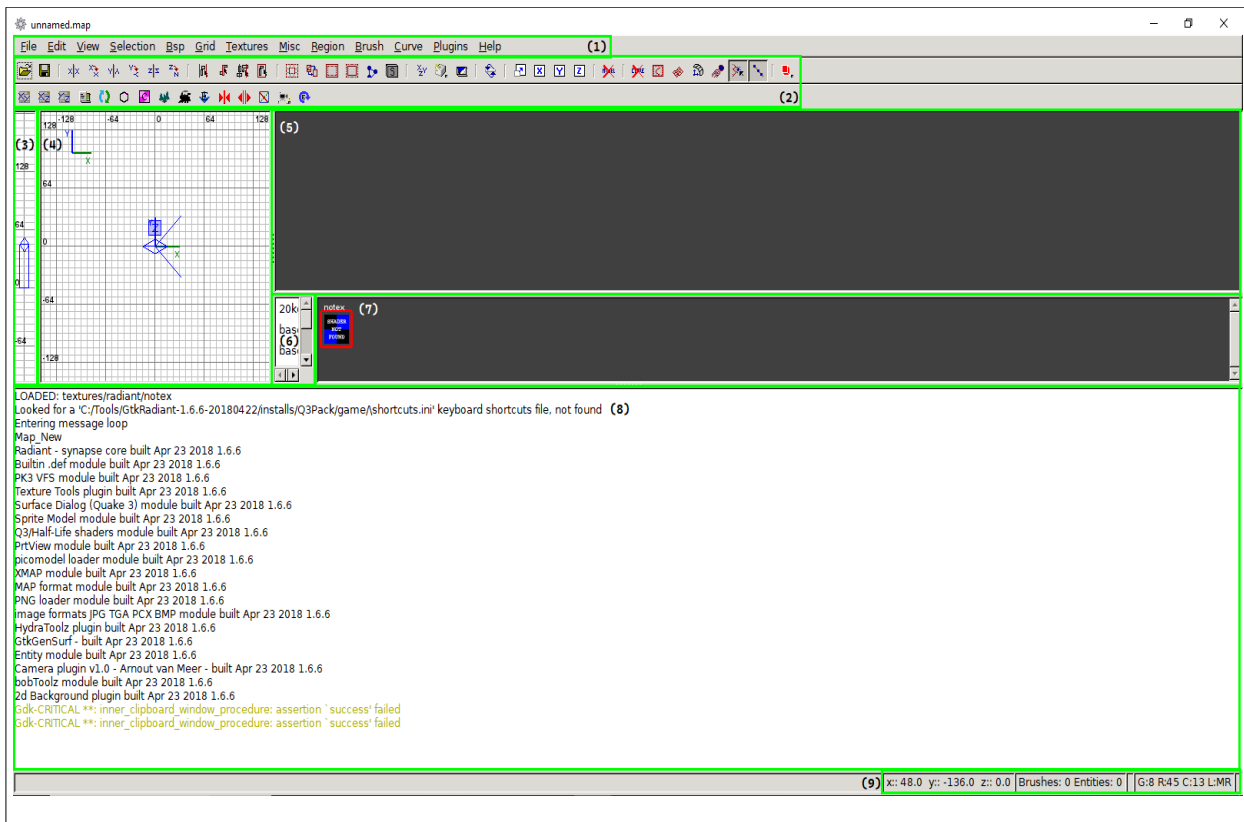 unnamed.map
File Edit View Selection Bsp Grid Textures Misc Region Brush Curve Plugins Help (1)
(2)
(3) (4) (5)
128 -128 -64 0 64 128
Y
X
128
64
64
0
Z
X
0
-64
-64
-128
20k
base
(6)
base
notex (7)
SHADER
NOT
FOUND
LOADED: textures/radiant/notex
Looked for a 'C:/Tools/GtkRadiant-1.6.6-20180422/installs/Q3Pack/game/\shortcuts.ini' keyboard shortcuts file, not found (8)
Entering message loop
Map_New
Radiant - synapse core built Apr 23 2018 1.6.6
Builtin .def module built Apr 23 2018 1.6.6
PK3 VFS module built Apr 23 2018 1.6.6
Texture Tools plugin built Apr 23 2018 1.6.6
Surface Dialog (Quake 3) module built Apr 23 2018 1.6.6
Sprite Model module built Apr 23 2018 1.6.6
Q3/Half-Life shaders module built Apr 23 2018 1.6.6
PrtView module built Apr 23 2018 1.6.6
picomodel loader module built Apr 23 2018 1.6.6
XMAP module built Apr 23 2018 1.6.6
MAP format module built Apr 23 2018 1.6.6
PNG loader module built Apr 23 2018 1.6.6
image formats JPG TGA PCX BMP module built Apr 23 2018 1.6.6
HydraToolz plugin built Apr 23 2018 1.6.6
GtkGenSurf - built Apr 23 2018 1.6.6
Entity module built Apr 23 2018 1.6.6
Camera plugin v1.0 - Arnout van Meer - built Apr 23 2018 1.6.6
bobToolz module built Apr 23 2018 1.6.6
2d Background plugin built Apr 23 2018 1.6.6
Gdk-CRITICAL **: inner_clipboard_window_procedure: assertion `success' failed
Gdk-CRITICAL **: inner_clipboard_window_procedure: assertion `success' failed
(9) x:: 48.0 y:: -136.0 z:: 0.0 Brushes: 0 Entities: 0 G:8 R:45 C:13 L:MR